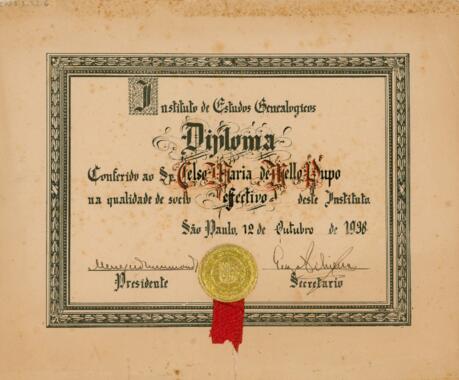 Instituto de Estudos Genealogicos
Diploma
Conferido ao Sr. Celso Maria de Mello Pupo
na qualidade de socio effectivo deste Instituto.
São Paulo, 12 de Outubro de 1938
Presidente
Secretario